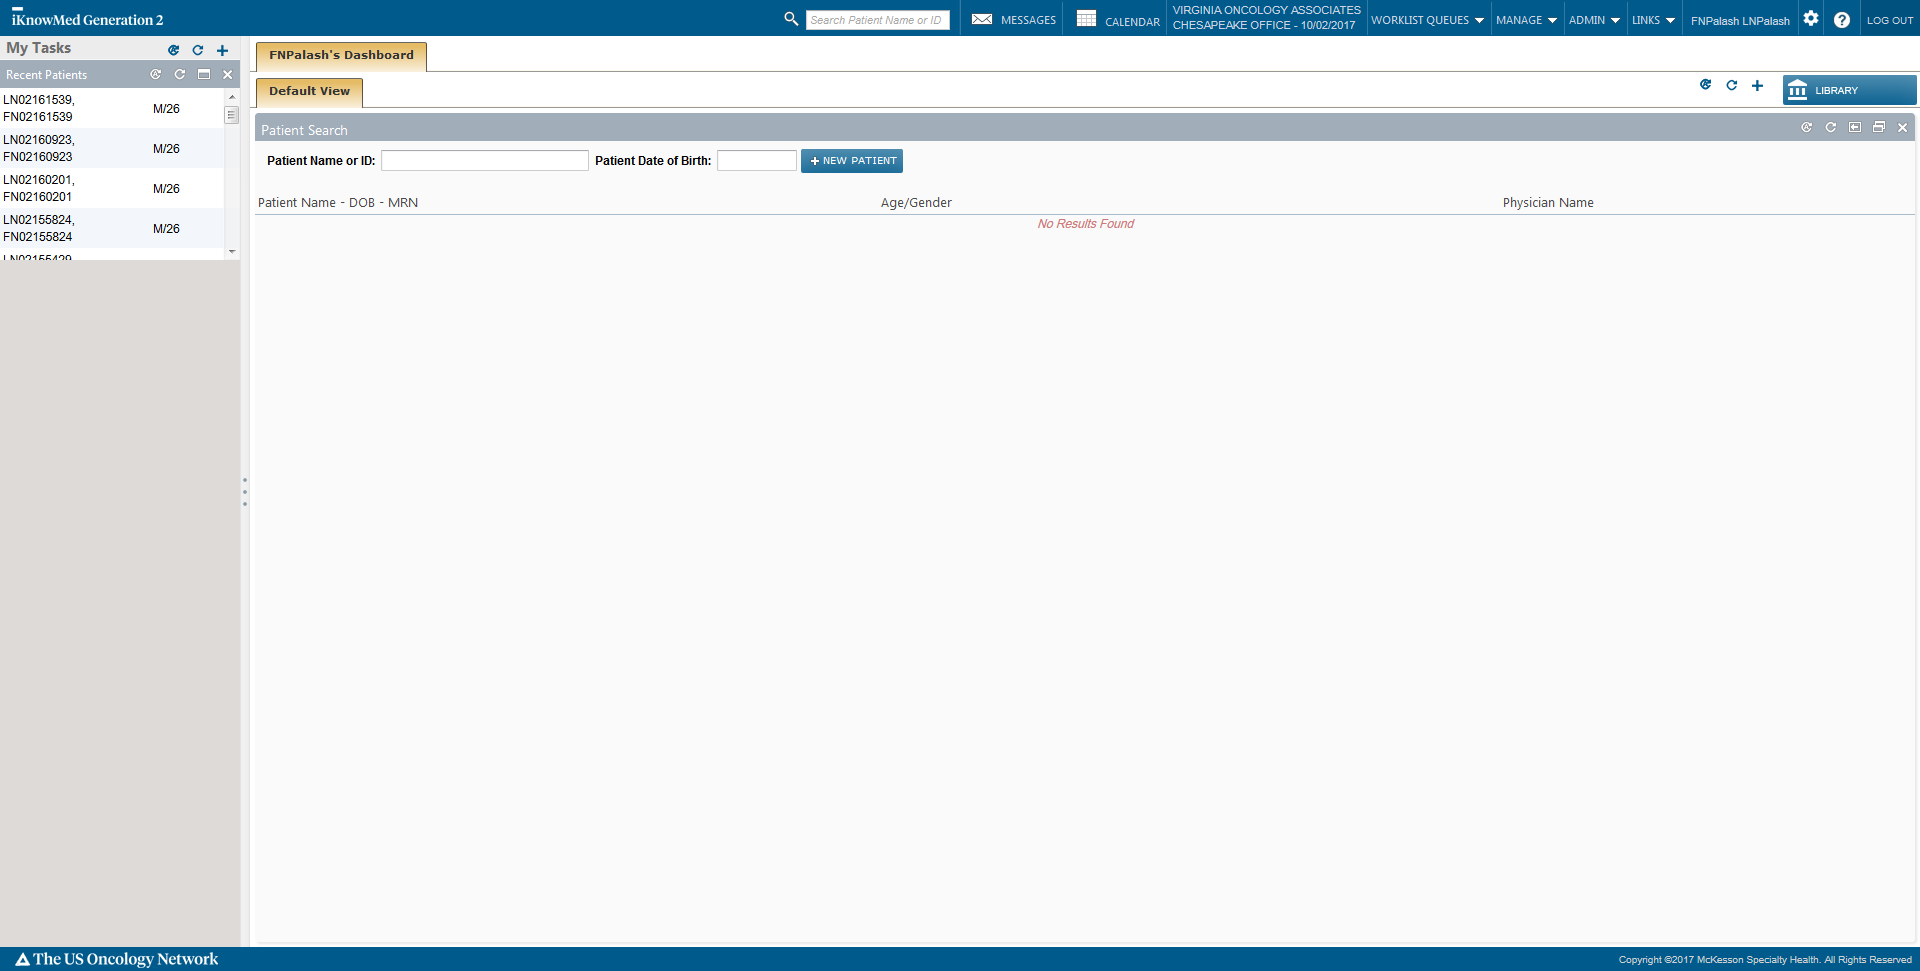 iKnowMed Generation 2
Search Patient Name or ID
MESSAGES
CALENDAR
VIRGINIA ONCOLOGY ASSOCIATES
CHESAPEAKE OFFICE - 10/02/2017
WORKLIST QUEUES
MANAGE
ADMIN
LINKS
FNPalash LNPalash
LOG OUT
My Tasks
Recent Patients
LN02161539,
FN02161539
M/26
LN02160923,
FN02160923
M/26
LN02160201,
FN02160201
M/26
LN02155824,
FN02155824
M/26
LN02155429
FNPalash's Dashboard
Default View
LIBRARY
Patient Search
Patient Name or ID:
Patient Date of Birth:
+ NEW PATIENT
Patient Name - DOB - MRN
Age/Gender
Physician Name
No Results Found
The US Oncology Network
Copyright ©2017 McKesson Specialty Health. All Rights Reserved